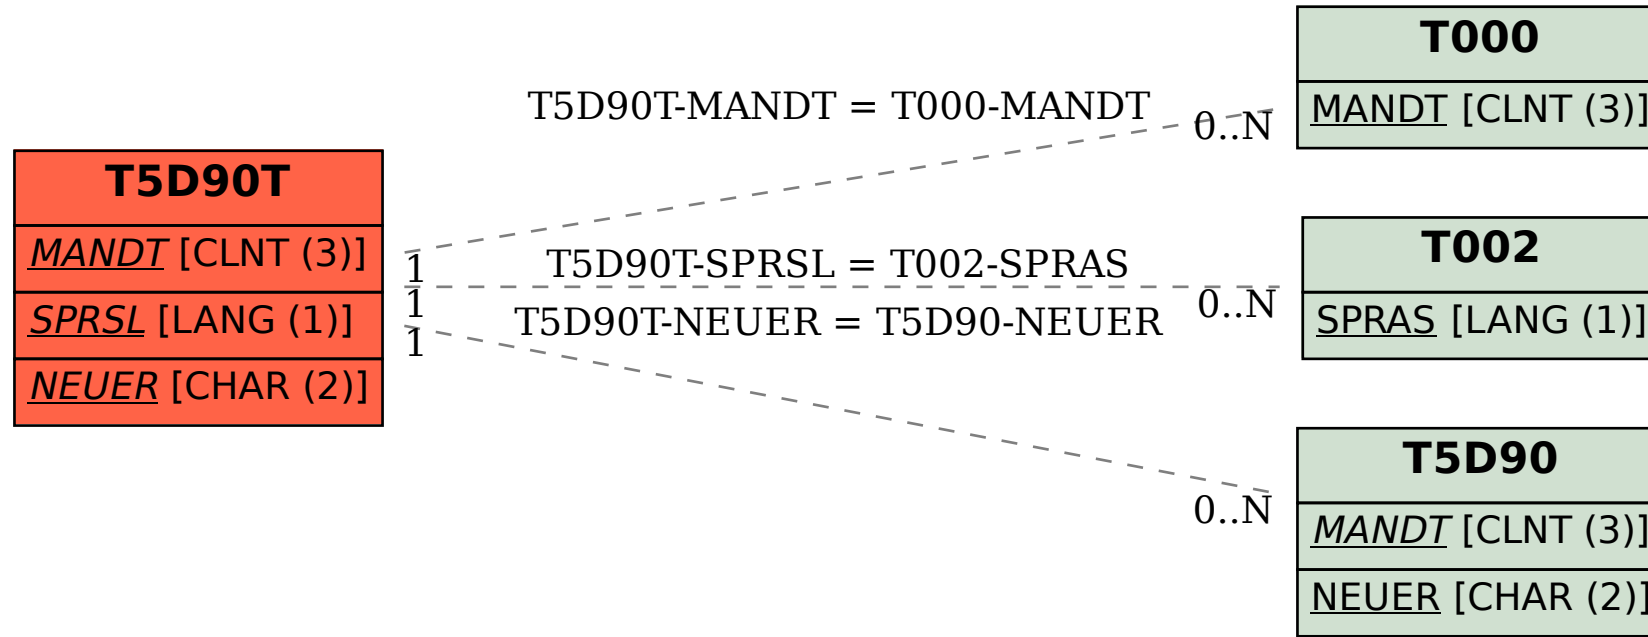 T5D90T
MANDT [CLNT (3)]
SPRSL [LANG (1)]
NEUER [CHAR (2)]
T5D90T-MANDT = T000-MANDT
0..N
1
T5D90T-SPRSL = T002-SPRAS
1
0..N
T5D90T-NEUER = T5D90-NEUER
1
0..N
T000
MANDT [CLNT (3)]
T002
SPRAS [LANG (1)]
T5D90
MANDT [CLNT (3)]
NEUER [CHAR (2)]